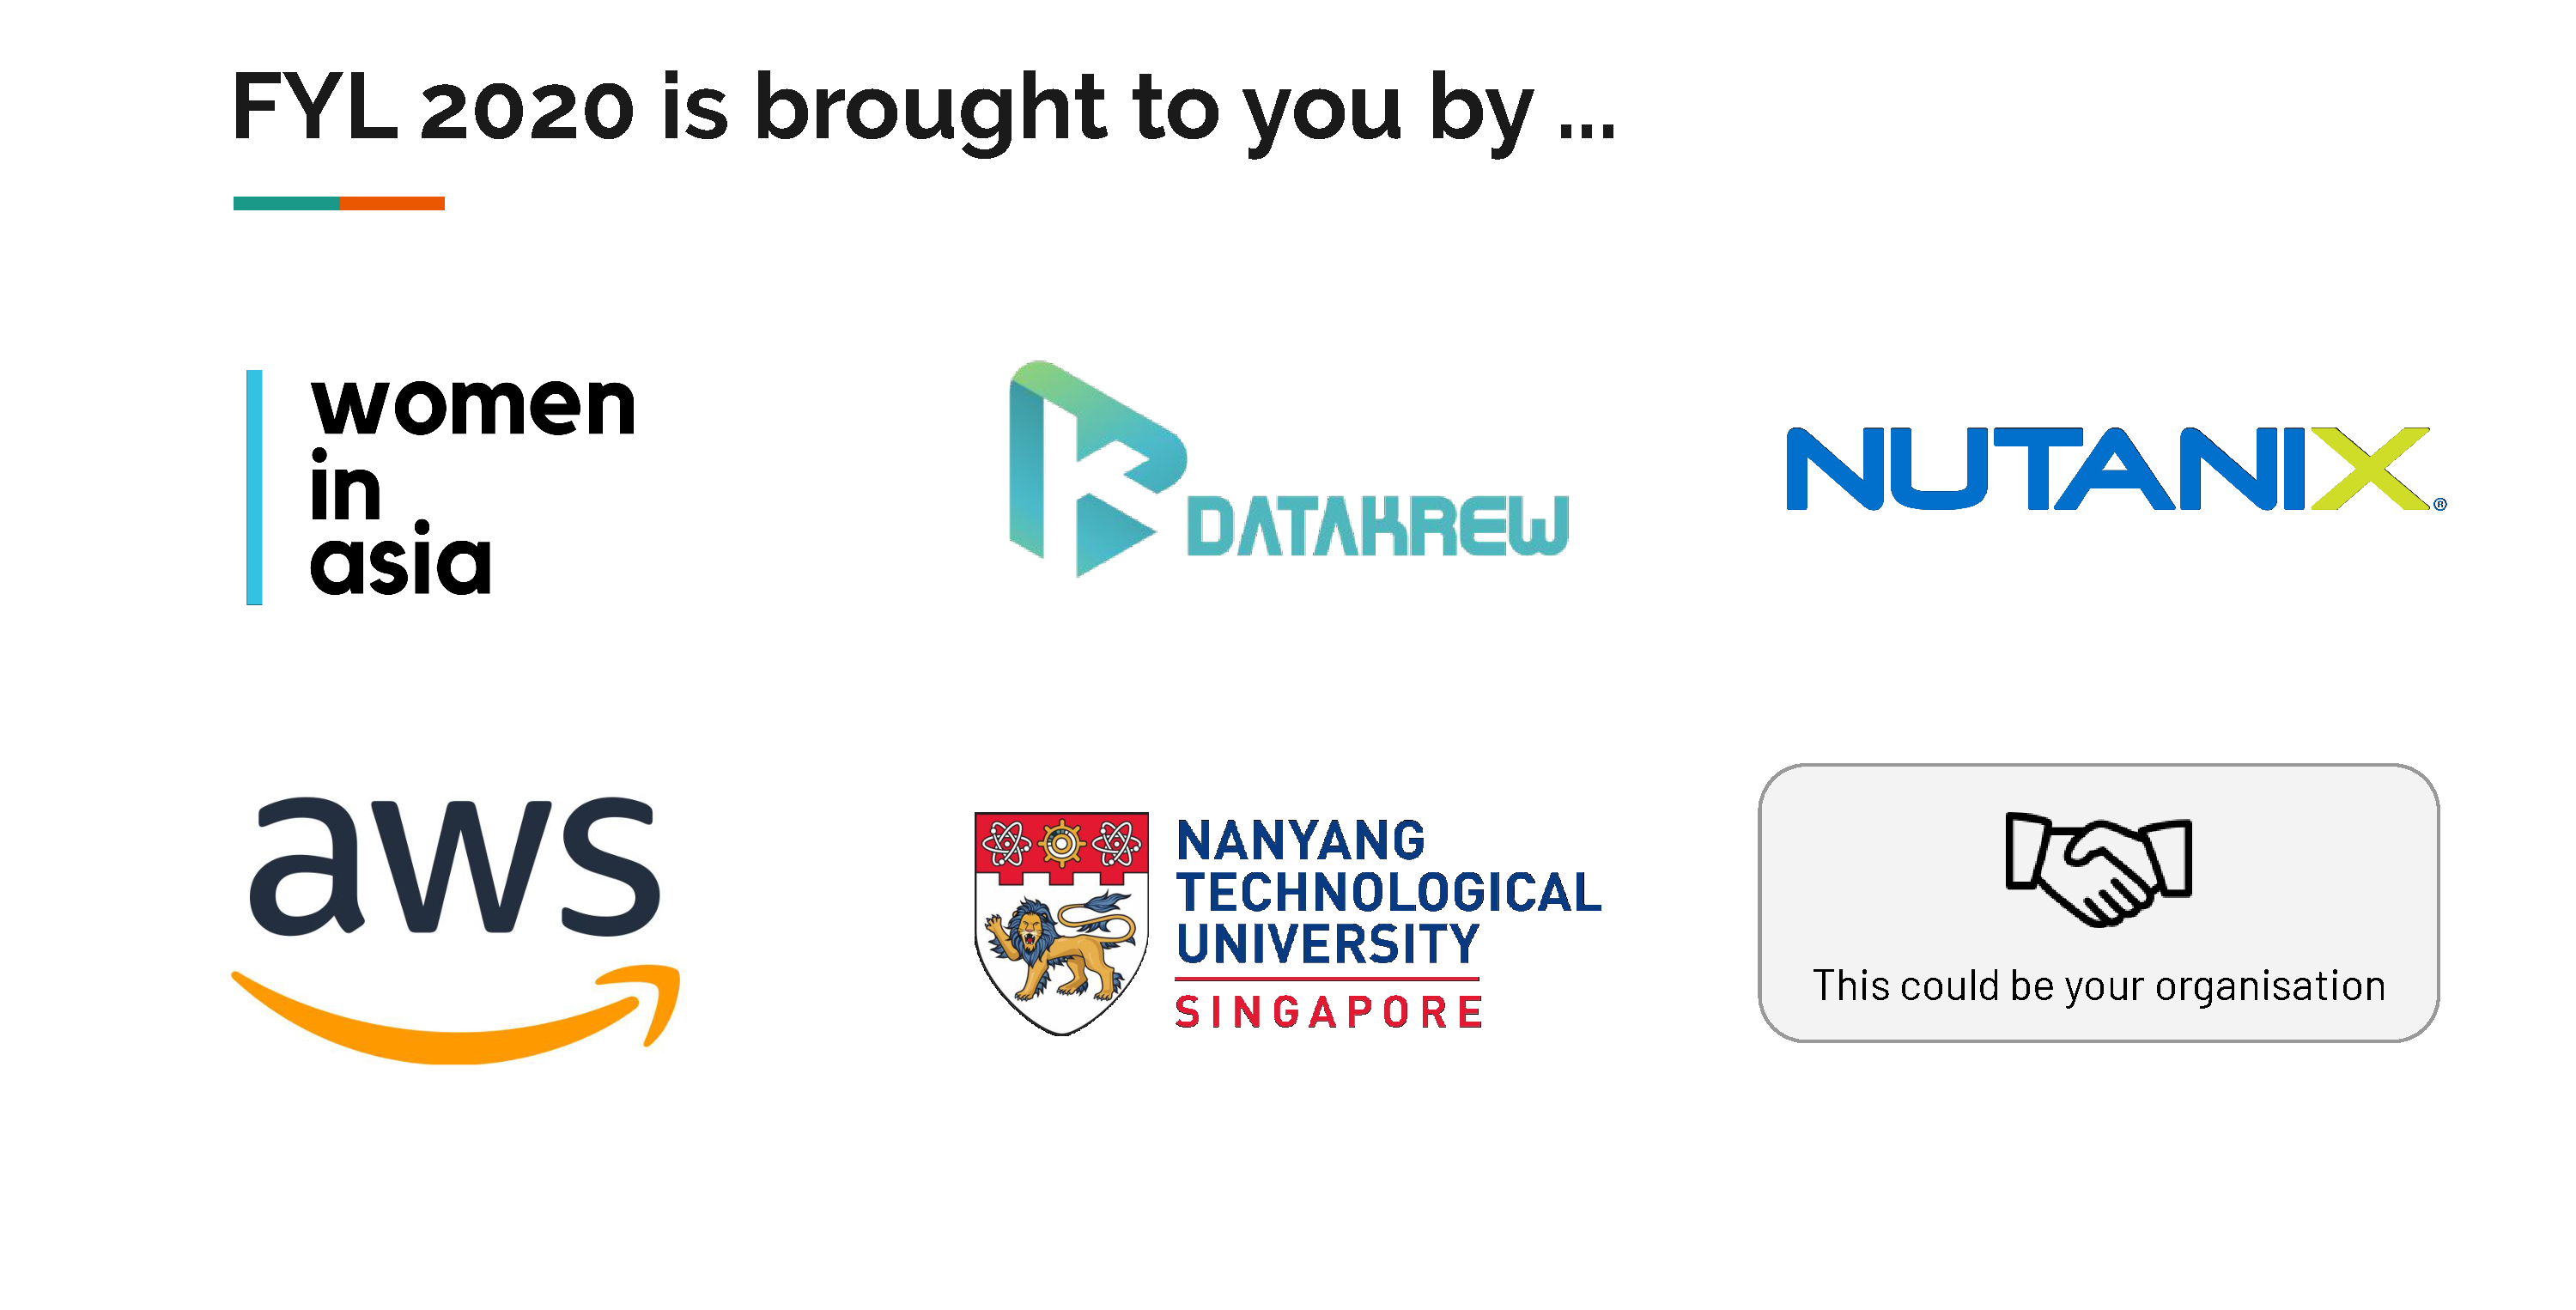 FYL 2020 is brought to you by ...
women
in
asia
DATAKREW
NUTANIX®
aws
NANYANG
TECHNOLOGICAL
UNIVERSITY
SINGAPORE
This could be your organisation